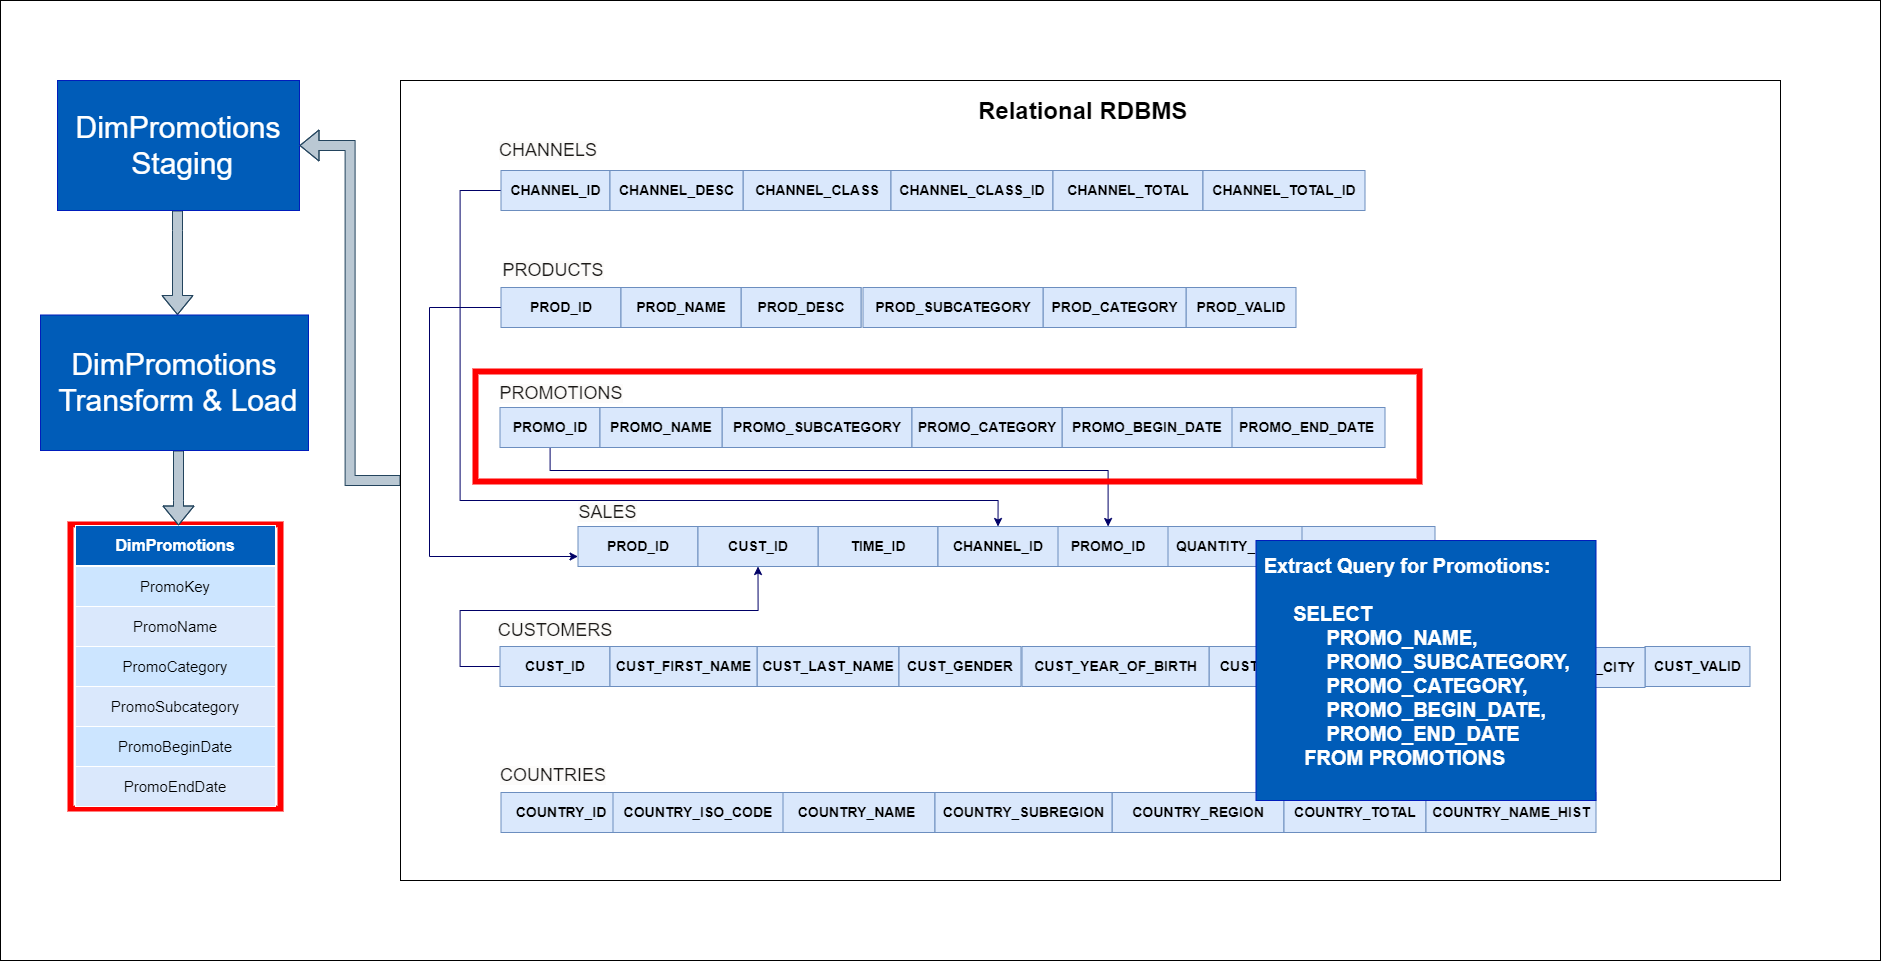 DimPromotions
Staging
DimPromotions
Transform & Load
DimPromotions
PromoKey
PromoName
PromoCategory
PromoSubcategory
PromoBeginDate
PromoEndDate
Relational RDBMS
CHANNELS
CHANNEL_ID CHANNEL_DESC CHANNEL_CLASS CHANNEL_CLASS_ID CHANNEL_TOTAL CHANNEL_TOTAL_ID
PRODUCTS
PROD_ID PROD_NAME PROD_DESC PROD_SUBCATEGORY PROD_CATEGORY PROD_VALID
PROMOTIONS
PROMO_ID PROMO_NAME PROMO_SUBCATEGORY PROMO_CATEGORY PROMO_BEGIN_DATE PROMO_END_DATE
SALES
PROD_ID CUST_ID TIME_ID CHANNEL_ID PROMO_ID QUANTITY_
CUSTOMERS
CUST_ID CUST_FIRST_NAME CUST_LAST_NAME CUST_GENDER CUST_YEAR_OF_BIRTH CUST _CITY CUST_VALID
COUNTRIES
COUNTRY_ID COUNTRY_ISO_CODE COUNTRY_NAME COUNTRY_SUBREGION COUNTRY_REGION COUNTRY_TOTAL COUNTRY_NAME_HIST
Extract Query for Promotions:
SELECT
PROMO_NAME,
PROMO_SUBCATEGORY,
PROMO_CATEGORY,
PROMO_BEGIN_DATE,
PROMO_END_DATE
FROM PROMOTIONS